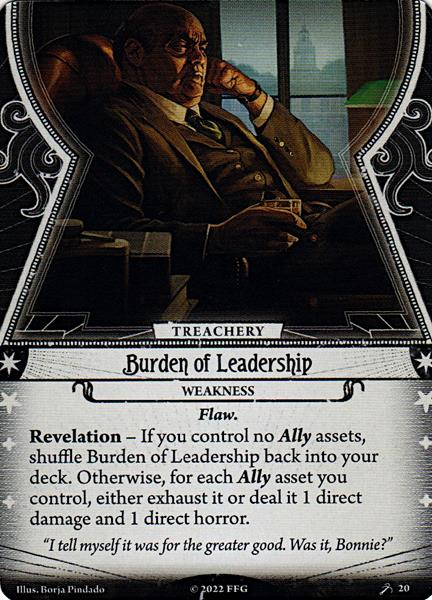 TREACHERY
Burden of Leadership
WEAKNESS
Flaw.
Revelation – If you control no Ally assets,
shuffle Burden of Leadership back into your
deck. Otherwise, for each Ally asset you
control, either exhaust it or deal it 1 direct
damage and 1 direct horror.
“I tell myself it was for the greater good. Was it, Bonnie?”
Illus. Borja Pindado © 2022 FFG 20